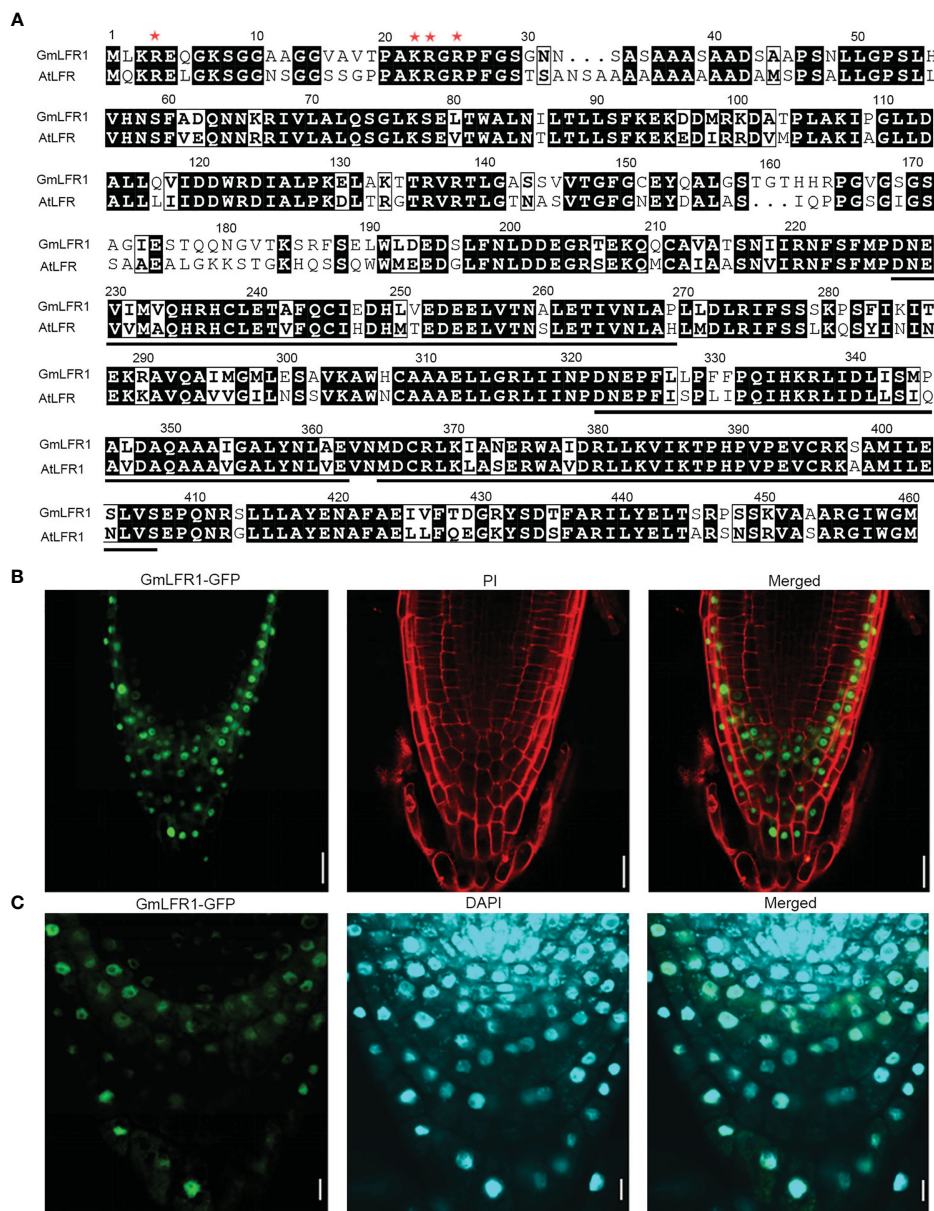 A
1 10 20 30 40 50
GmLFR1 MLKREQGKSGGAAGGVAVTPAKRGRPFGSGNN...SASAAASAADSAAPSNLLGPSLH
AtLFR MQKRELGKSGGNSGGSSGPAKRGRPFGSTSANSAAAAAAAAAADAMSPSALLGPSLL
60 70 80 90 100 110
GmLFR1 VHNSFADQNNKRIVLALQSGLKSELTWALNILTLLSFKEKDDMRKDATPLAKIPGLLD
AtLFR VHNSFVEQNNRRIVLALQSGLKSEVTWALNTLTLLSFKEKEDIRRDVMPLAKIAGLLD
120 130 140 150 160 170
GmLFR1 ALLQVIDDWRDIALPKELAKTTRVRTLGASSVVTGFGCEYQALGSTGTHHRPGVGSGS
AtLFR ALLLIIDDWRDIALPKDLTRGTRVRTLGTNASVTGFGNEYDALAS...IQPPGSGIGS
180 190 200 210 220
GmLFR1 AGIESTQQNGVTKSRFSELWLDEDSLFNLDDEGRTEKQQCAVATSNIIRNFSFMPDNE
AtLFR SAAEALGKKSTGKHQSSQWWMEEDGLFNLDDEGRSEKQMCAIAASNVIRNFSFMPDNE
230 240 250 260 270 280
GmLFR1 VIMVQHRHCLETAFQCIEDHLVEDEELVTNALETIVNLAPLLDLRIFSSSKPSFIKIT
AtLFR VVMAQHRHCLETVFQCIHDHMTEDEELVTNSLETIVNLAHLMDLRIFSSLKQSYININ
290 300 310 320 330 340
GmLFR1 EKRAVQAIMGMLESAVKAWHCAAAELLGRLIINPDNEPFLLPFFPQIHKRLIDLISMP
AtLFR EKKAVQAVVGILNSSVKAWNCAAAELLGRLIINPDNEPFISPLIPQIHKRLIDLLSIQ
350 360 370 380 390 400
GmLFR1 ALDAQAAAIGALYNLAEVNMDCRLKIANERWAIDRLLKVIKTPHPVPEVCRKSAMILE
AtLFR1 AVDAQAAAVGALYNLVEVNMDCRLKLASERWAVDRLLKVIKTPHPVPEVCRKAAMILE
410 420 430 440 450 460
GmLFR1 SLVSEPQNRSLLLAYENAFAEIVFTDGRYSDTFARILYELTSRPSSKVAAARGIWGM
AtLFR1 NLVSEPQNRGLLLAYENAFAELLFQEGKYSDSFARILYELTARSNSRVASARGIWGM
B
GmLFR1-GFP PI Merged
C
GmLFR1-GFP DAPI Merged